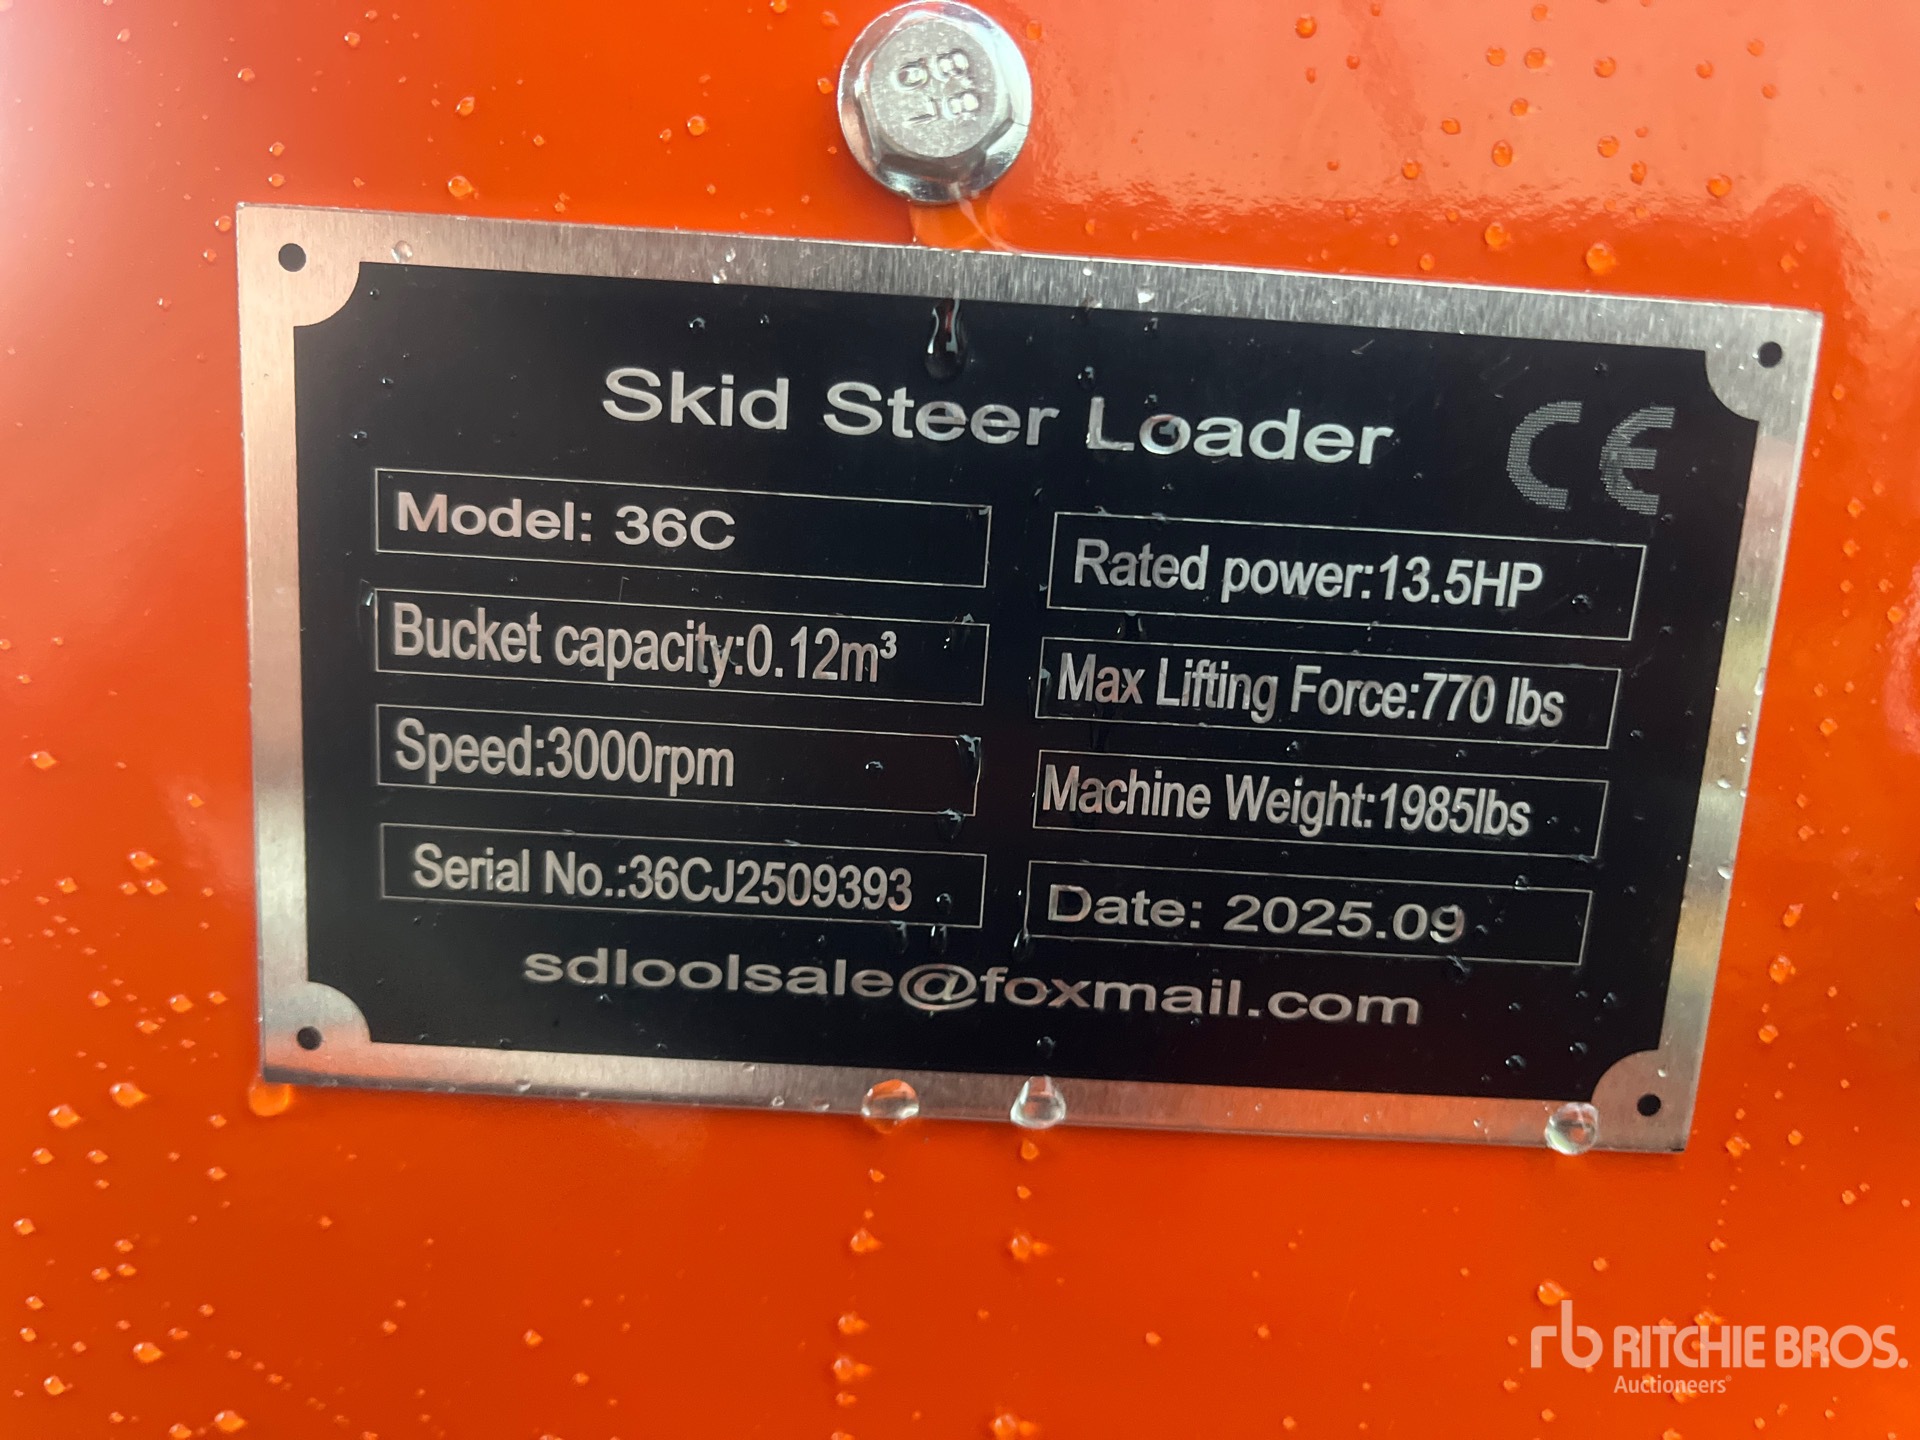 Skid Steer Loader
CE
Model: 36C
Rated power:13.5HP
Bucket capacity:0.12m³
Max Lifting Force:770 lbs
Speed:3000rpm
Machine Weight:1985lbs
Serial No.:36CJ2509393
Date: 2025.09
sdloolsale@foxmail.com
rb RITCHIE BROS.
Auctioneers